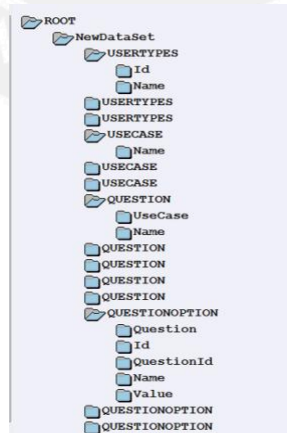 ROOT
NewDataSet
USERTYPES
Id
Name
USERTYPES
USERTYPES
USECASE
Name
USECASE
USECASE
QUESTION
UseCase
Name
QUESTION
QUESTION
QUESTION
QUESTION
QUESTIONOPTION
Question
Id
QuestionId
Name
Value
QUESTIONOPTION
QUESTIONOPTION